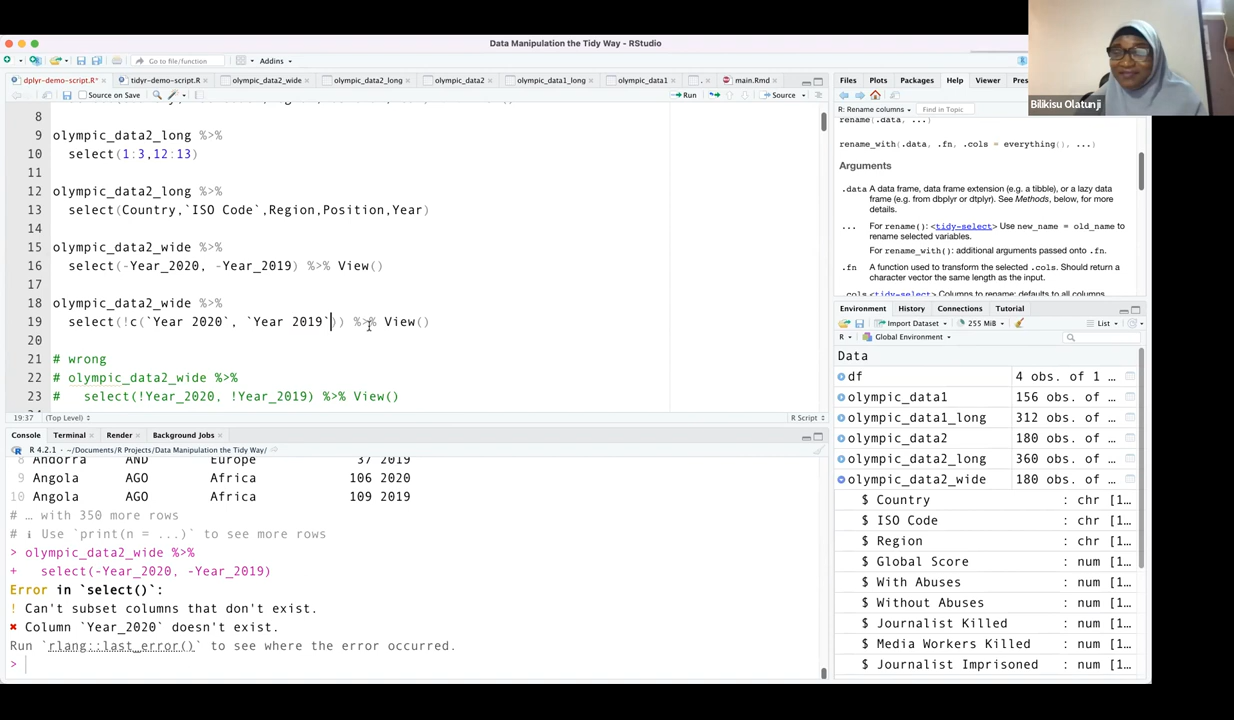 Data Manipulation the Tidy Way - RStudio
Go to file/function
Addins
dplyr-demo-script.R*
tidyr-demo-script.R
olympic_data2_wide
olympic_data2_long
olympic_data2
olympic_data1_long
olympic_data1
main.Rmd
Source on Save
Run
Source
8
9 olympic_data2_long %>%
10 select(1:3,12:13)
11
12 olympic_data2_long %>%
13 select(Country,`ISO Code`,Region,Position,Year)
14
15 olympic_data2_wide %>%
16 select(-Year_2020, -Year_2019) %>% View()
17
18 olympic_data2_wide %>%
19 select(!c(`Year 2020`, `Year 2019`)) %>% View()
20
21 # wrong
22 # olympic_data2_wide %>%
23 # select(!Year_2020, !Year_2019) %>% View()
19:37 (Top Level)
R Script
Console Terminal Render Background Jobs
R 4.2.1 · ~/Documents/R Projects/Data Manipulation the Tidy Way/
8 Andorra AND Europe 37 2019
9 Angola AGO Africa 106 2020
10 Angola AGO Africa 109 2019
# … with 350 more rows
# ℹ Use `print(n = ...)` to see more rows
> olympic_data2_wide %>%
+ select(-Year_2020, -Year_2019)
Error in `select()`:
! Can't subset columns that don't exist.
✖ Column `Year_2020` doesn't exist.
Run `rlang::last_error()` to see where the error occurred.
>
Files Plots Packages Help Viewer Pres
R: Rename columns
Find in Topic
rename(.data, ...)
rename_with(.data, .fn, .cols = everything(), ...)
Arguments
.data A data frame, data frame extension (e.g. a tibble), or a lazy data
frame (e.g. from dbplyr or dtplyr). See Methods, below, for more
details.
... For rename(): <tidy-select> Use new_name = old_name to
rename selected variables.
For rename_with(): additional arguments passed onto .fn.
.fn A function used to transform the selected .cols. Should return a
character vector the same length as the input.
.cols <tidy-select> Columns to rename; defaults to all columns
Environment History Connections Tutorial
Import Dataset
255 MiB
List
R
Global Environment
Data
df 4 obs. of 1 …
olympic_data1 156 obs. of …
olympic_data1_long 312 obs. of …
olympic_data2 180 obs. of …
olympic_data2_long 360 obs. of …
olympic_data2_wide 180 obs. of …
$ Country : chr [1…
$ ISO Code : chr [1…
$ Region : chr [1…
$ Global Score : num [1…
$ With Abuses : num [1…
$ Without Abuses : num [1…
$ Journalist Killed : num [1…
$ Media Workers Killed : num [1…
$ Journalist Imprisoned : num [1…
Bilikisu Olatunji